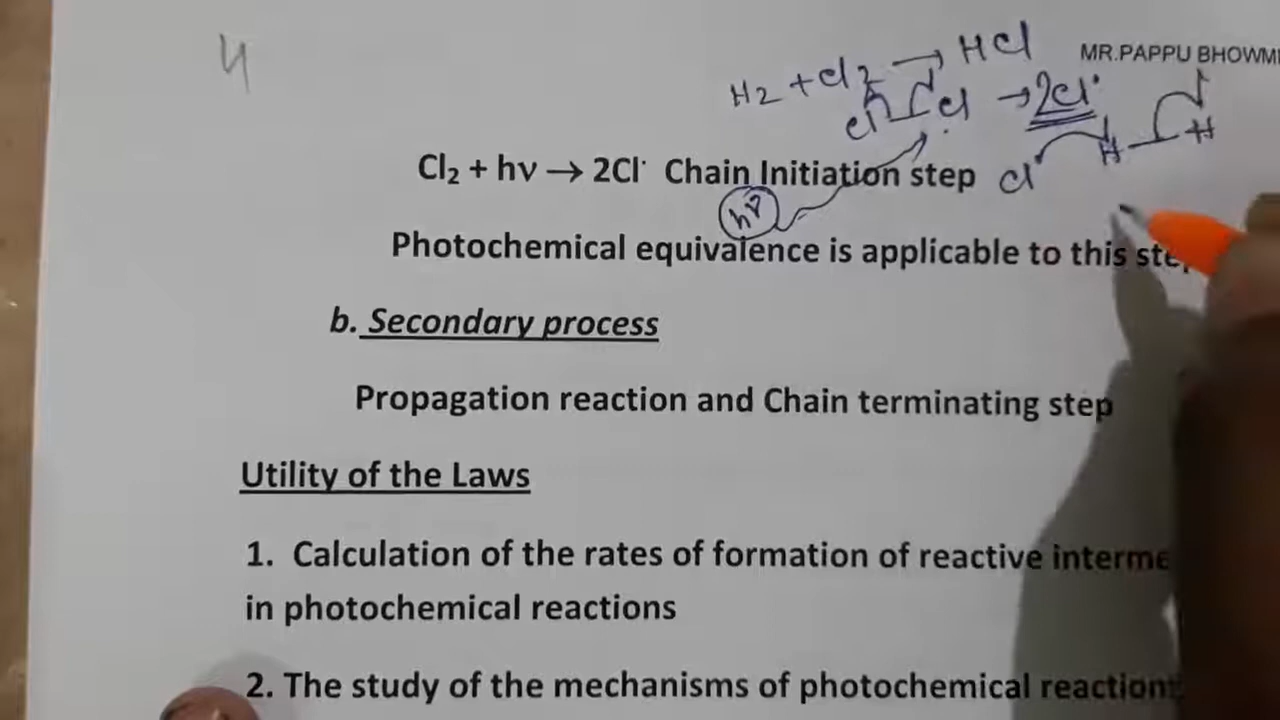 4
H2 + Cl2 → HCl
MR.PAPPU BHOWM
Cl Cl → 2Cl·
Cl H H
Cl₂ + hν → 2Cl· Chain Initiation step
hν
Photochemical equivalence is applicable to this ste
b. Secondary process
Propagation reaction and Chain terminating step
Utility of the Laws
1. Calculation of the rates of formation of reactive interme
in photochemical reactions
2. The study of the mechanisms of photochemical reaction